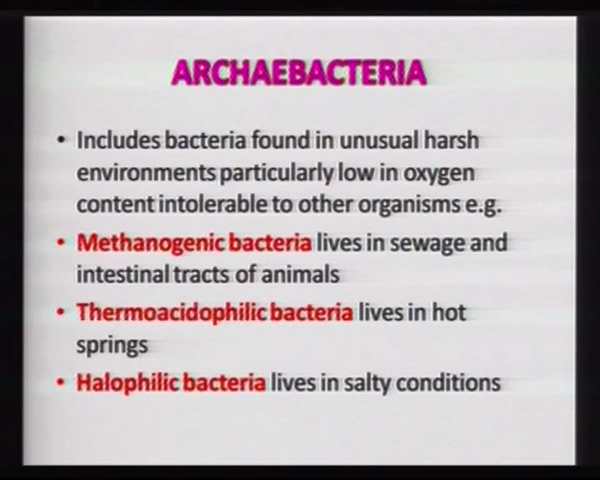 ARCHAEBACTERIA
• Includes bacteria found in unusual harsh
environments particularly low in oxygen
content intolerable to other organisms e.g.
• Methanogenic bacteria lives in sewage and
intestinal tracts of animals
• Thermoacidophilic bacteria lives in hot
springs
• Halophilic bacteria lives in salty conditions